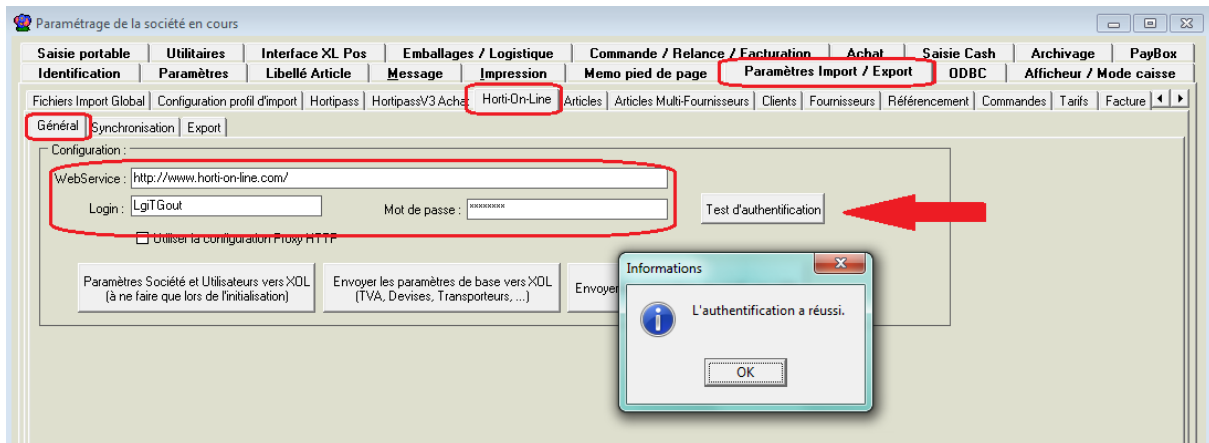 Paramétrage de la société en cours
Saisie portable Utilitaires Interface XL Pos Emballages / Logistique Commande / Relance / Facturation Achat Saisie Cash Archivage PayBox
Identification Paramètres Libellé Article Message Impression Memo pied de page Paramètres Import / Export ODBC Afficheur / Mode caisse
Fichiers Import Global Configuration profil d'import Hortipass HortipassV3 Achat Horti-On-Line Articles Articles Multi-Fournisseurs Clients Fournisseurs Référencement Commandes Tarifs Facture
Général Synchronisation Export
Configuration :
WebService : http://www.horti-on-line.com/
Login : LgiTGout Mot de passe : ******** Test d'authentification
Utiliser la configuration Proxy HTTP
Paramètres Société et Utilisateurs vers XOL
(à ne faire que lors de l'initialisation)
Envoyer les paramètres de base vers XOL
(TVA, Devises, Transporteurs, ...)
Envoyer
Informations
L'authentification a réussi.
OK